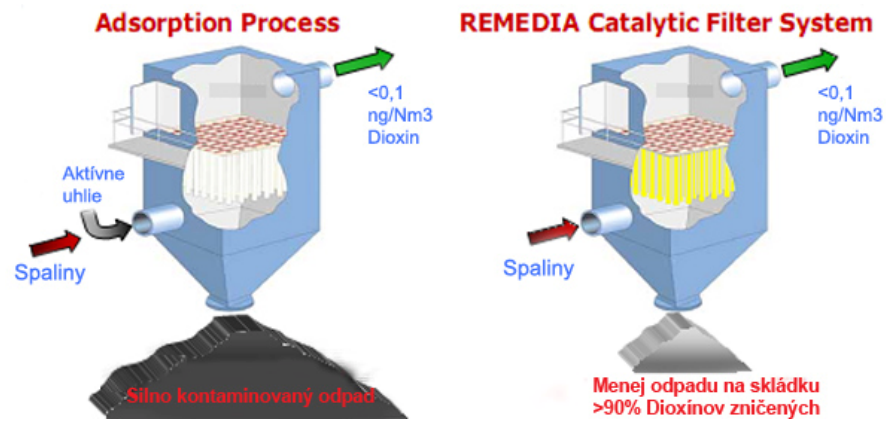 Adsorption Process
<0,1
ng/Nm3
Dioxin
Aktívne
uhlie
Spaliny
Silno kontaminovaný odpad
REMEDIA Catalytic Filter System
<0,1
ng/Nm3
Dioxin
Spaliny
Menej odpadu na skládku
>90% Dioxínov zničených